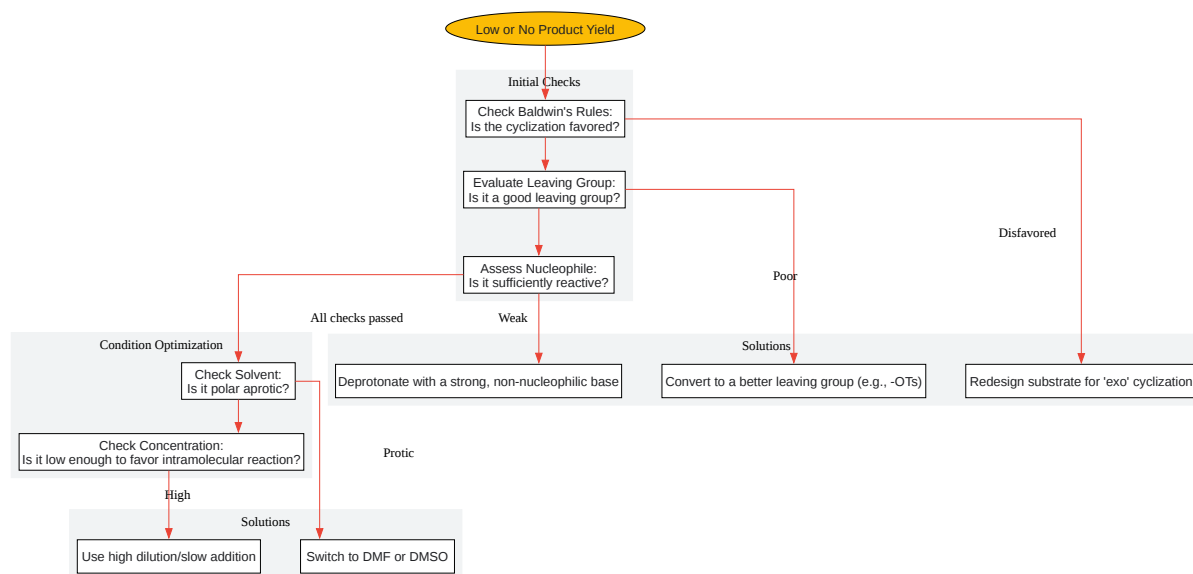 Low or No Product Yield
Initial Checks
Check Baldwin's Rules:
Is the cyclization favored?
Evaluate Leaving Group:
Is it a good leaving group?
Disfavored
Assess Nucleophile:
Is it sufficiently reactive?
Poor
All checks passed
Weak
Condition Optimization
Solutions
Check Solvent:
Is it polar aprotic?
Deprotonate with a strong, non-nucleophilic base
Convert to a better leaving group (e.g., -OTs)
Redesign substrate for 'exo' cyclization
Check Concentration:
Is it low enough to favor intramolecular reaction?
Protic
High
Solutions
Use high dilution/slow addition
Switch to DMF or DMSO